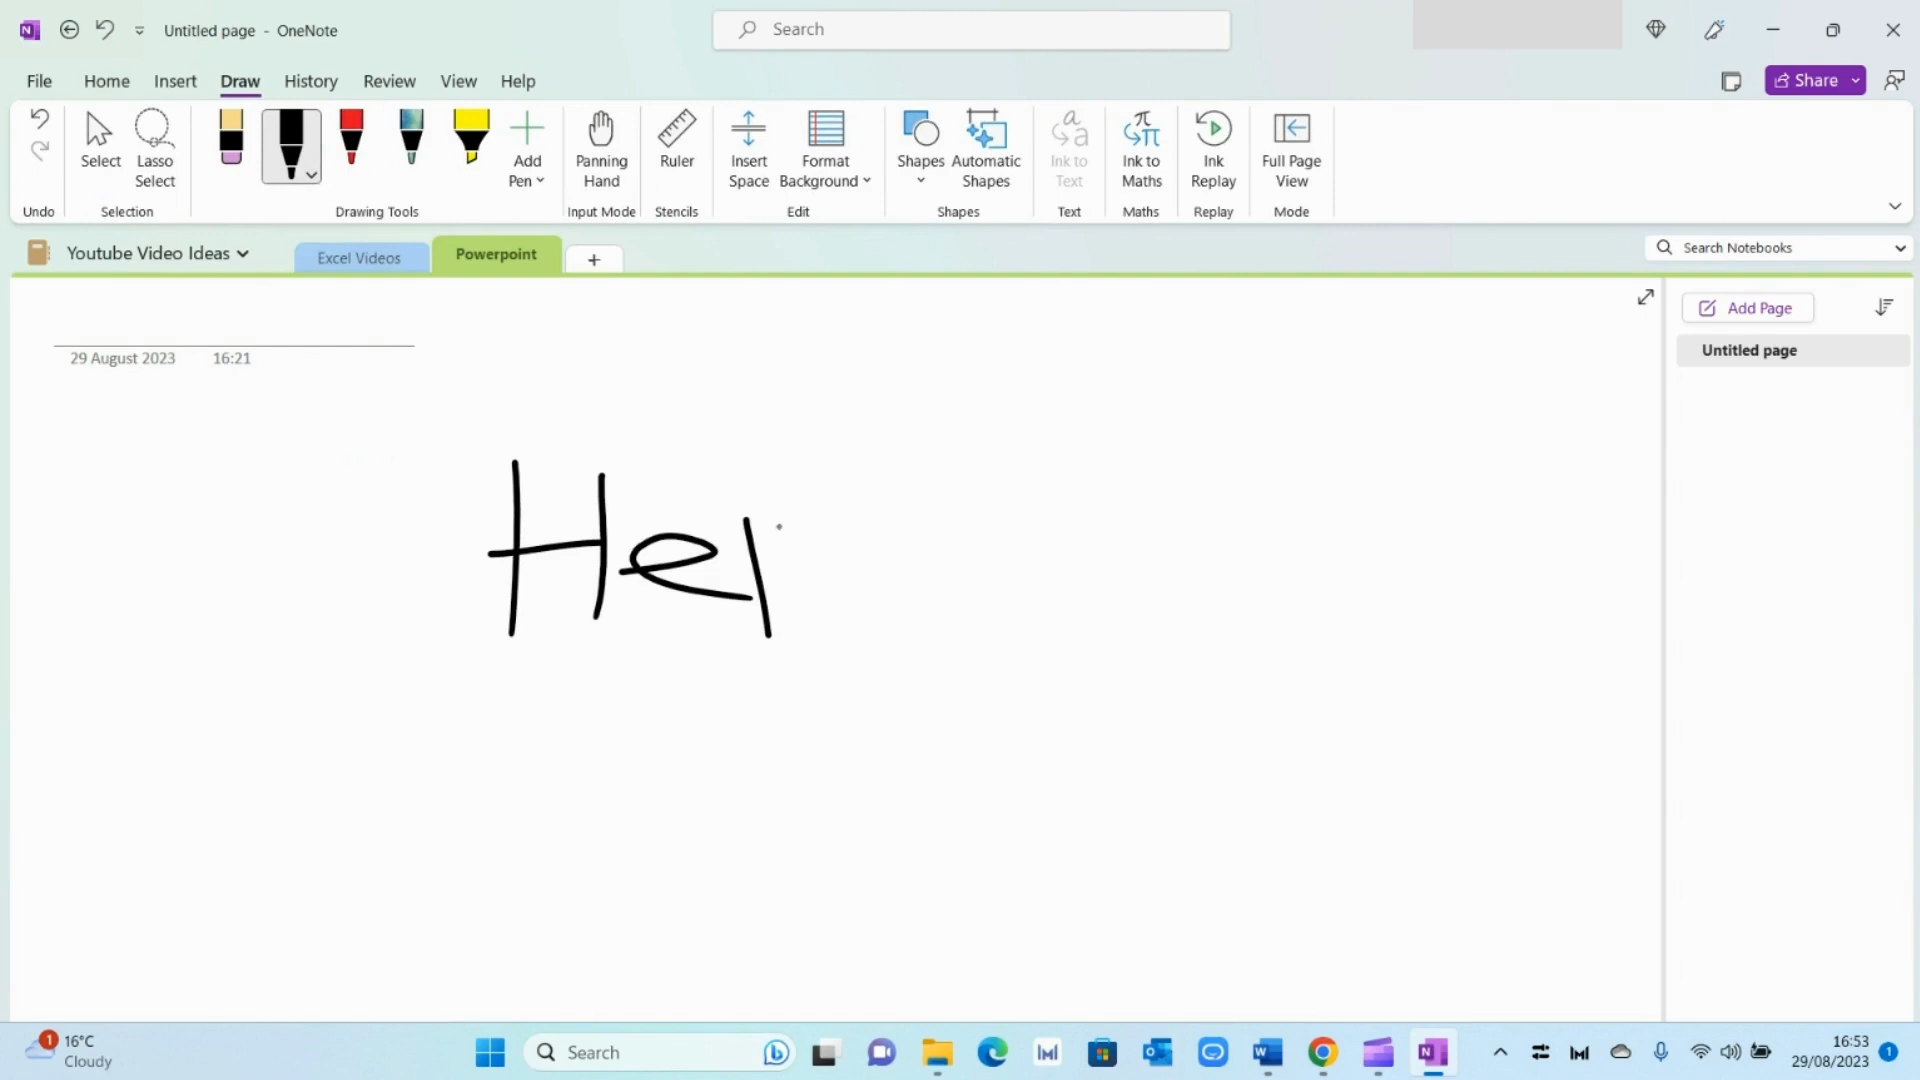 Untitled page - OneNote
Search
File Home Insert Draw History Review View Help
Share
Select
Lasso Select
Add Pen
Panning Hand
Ruler
Insert Space
Format Background
Shapes
Automatic Shapes
Ink to Text
Ink to Maths
Ink Replay
Full Page View
Undo Selection Drawing Tools Input Mode Stencils Edit Shapes Text Maths Replay Mode
Youtube Video Ideas Excel Videos Powerpoint +
Search Notebooks
Add Page
Untitled page
29 August 2023 16:21
Hel
1 16°C
Cloudy
Search
16:53
29/08/2023
1